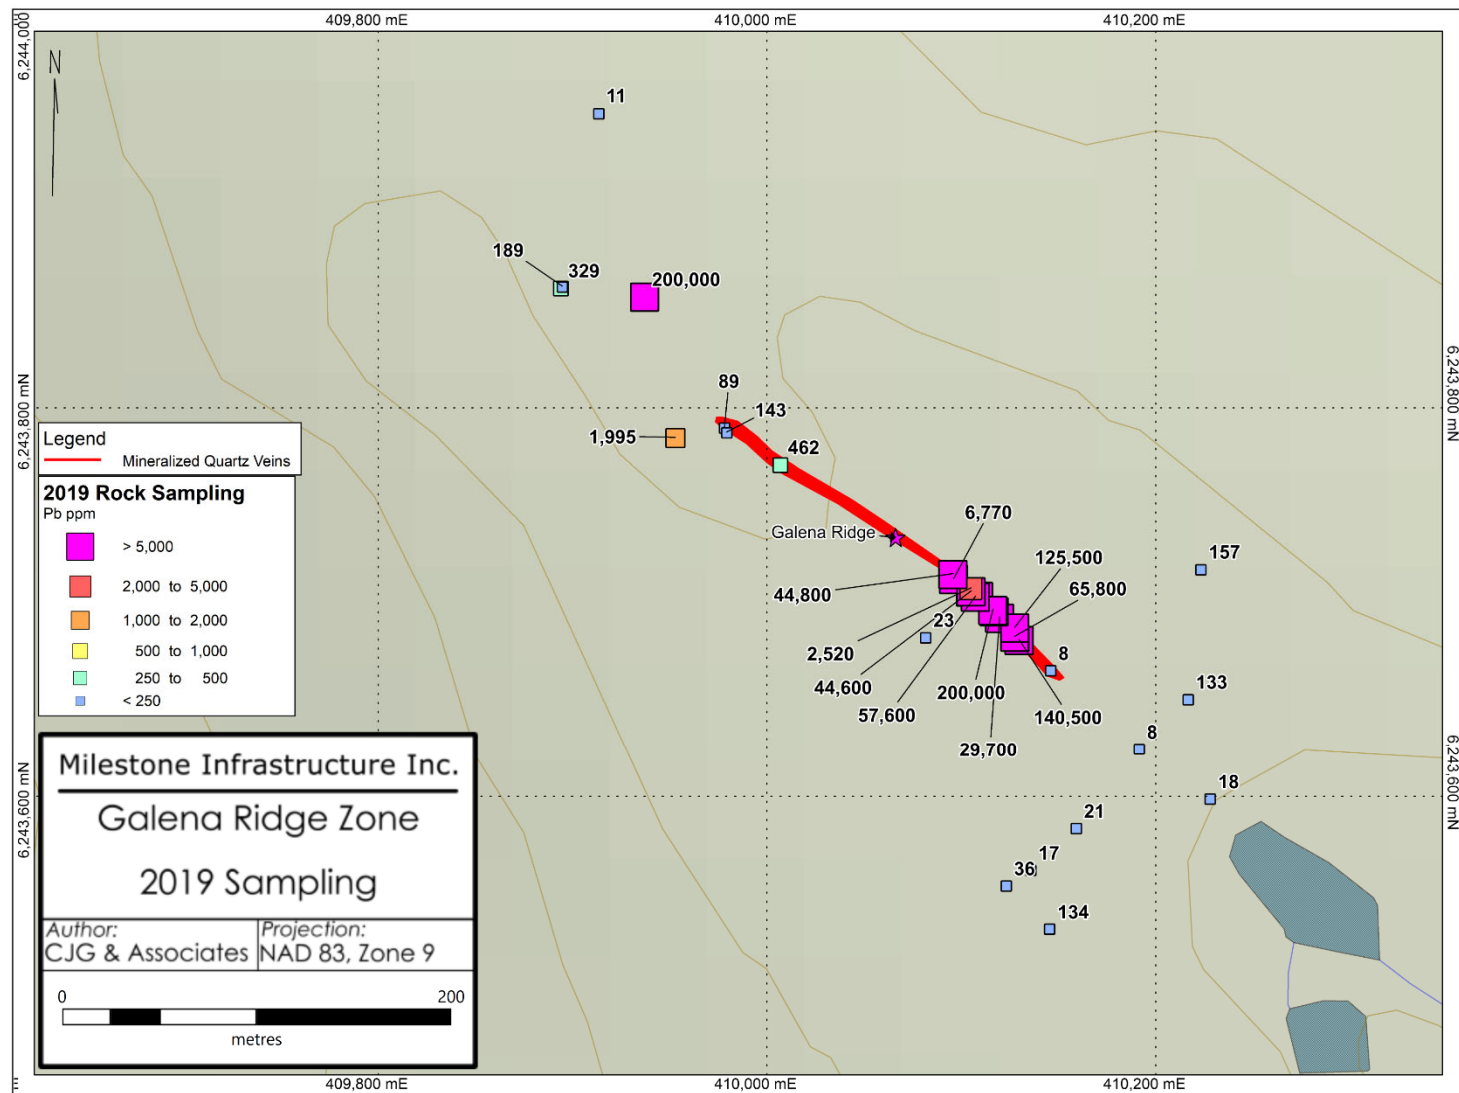 409,800 mE
410,000 mE
410,200 mE
6,244,000
N
11
189
329
200,000
6,243,800 mN
6,243,800 mN
89
143
1,995
462
Legend
Mineralized Quartz Veins
2019 Rock Sampling
Pb ppm
> 5,000
2,000 to 5,000
1,000 to 2,000
500 to 1,000
250 to 500
< 250
6,770
Galena Ridge
125,500
157
44,800
65,800
23
2,520
8
44,600
200,000
133
57,600
140,500
8
29,700
6,243,600 mN
6,243,600 mN
18
21
17
36
134
Milestone Infrastructure Inc.
Galena Ridge Zone
2019 Sampling
Author:
CJG & Associates
Projection:
NAD 83, Zone 9
0
200
metres
409,800 mE
410,000 mE
410,200 mE